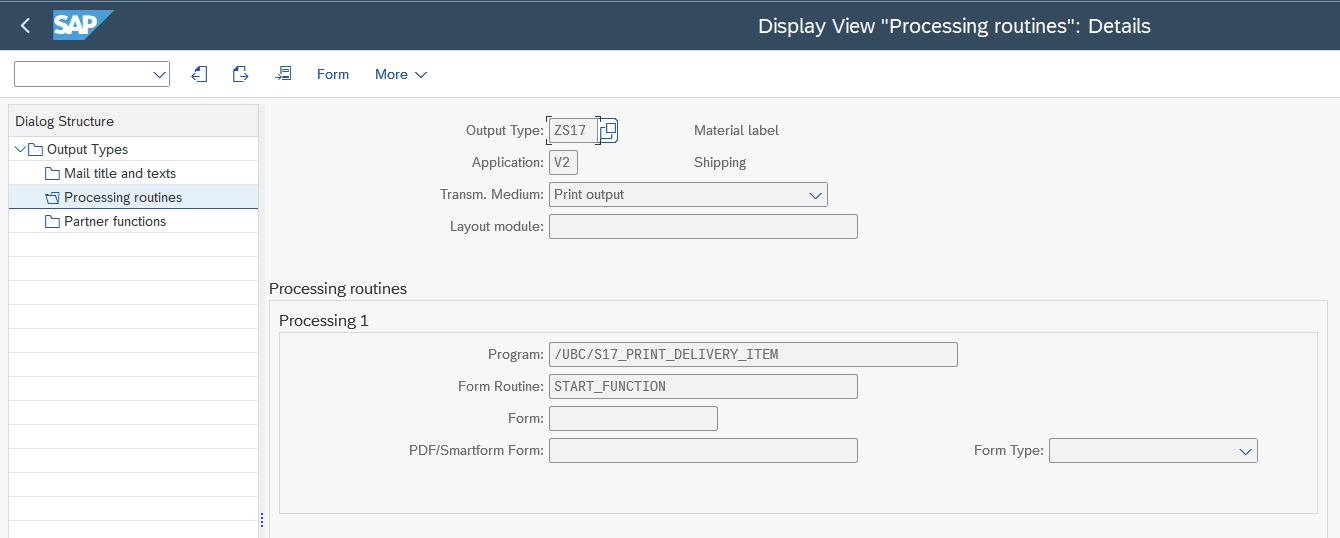 SAP
Display View "Processing routines": Details
Form
More
Dialog Structure
Output Types
Mail title and texts
Processing routines
Partner functions
Output Type: ZS17 Material label
Application: V2 Shipping
Transm. Medium: Print output
Layout module:
Processing routines
Processing 1
Program: /UBC/S17_PRINT_DELIVERY_ITEM
Form Routine: START_FUNCTION
Form:
PDF/Smartform Form: Form Type: